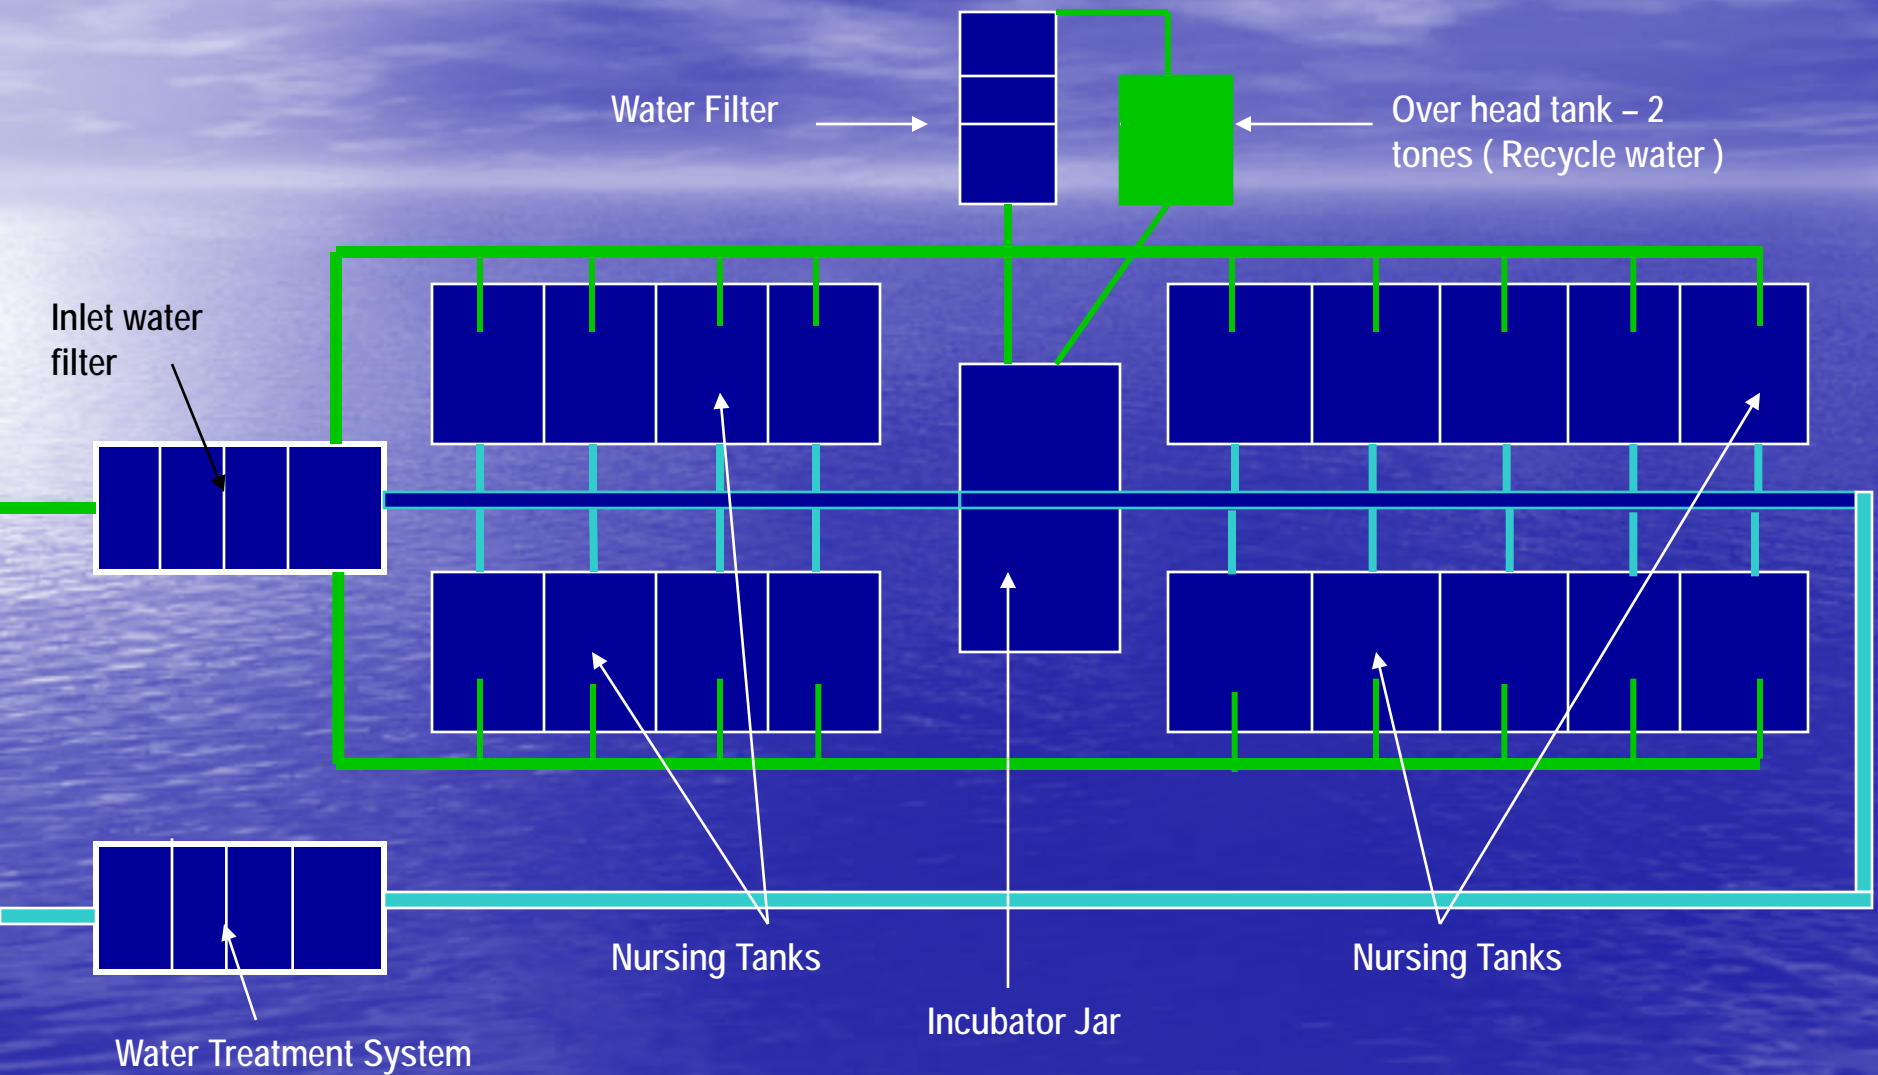 Water Filter
Over head tank – 2
tones ( Recycle water )
Inlet water
filter
Nursing Tanks
Nursing Tanks
Incubator Jar
Water Treatment System